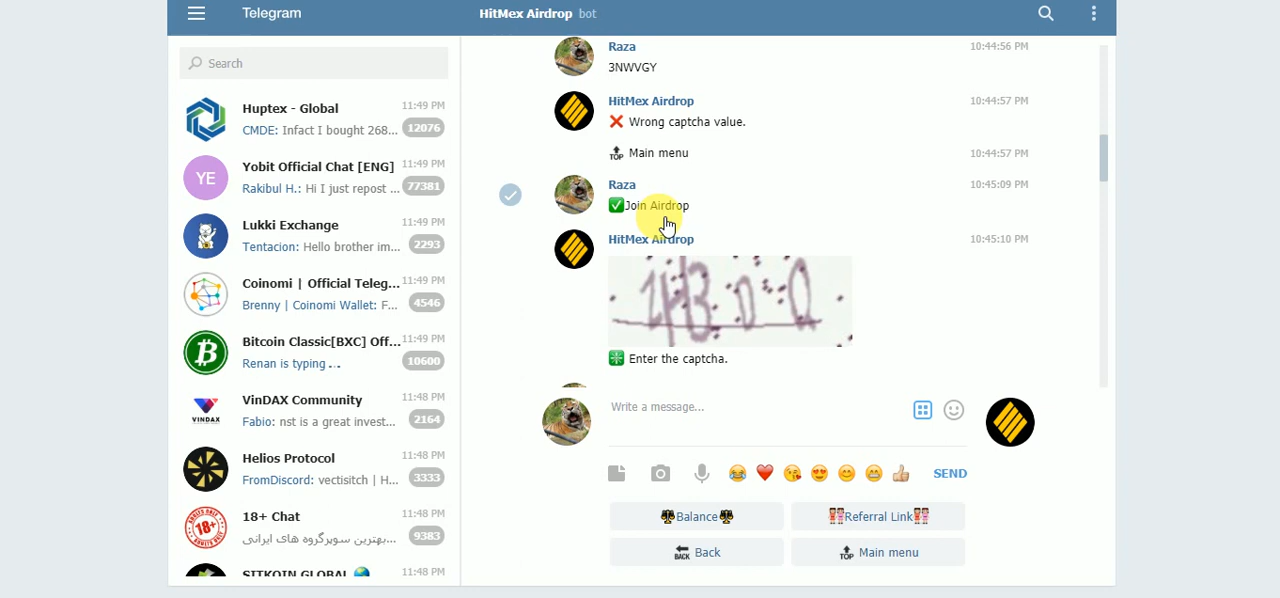 Telegram
HitMex Airdrop bot
Search
Huptex - Global 11:49 PM
CMDE: Infact I bought 268... 12076
Yobit Official Chat [ENG] 11:49 PM
YE
Rakibul H.: Hi I just repost ... 77381
Lukki Exchange 11:49 PM
Tentacion: Hello brother im... 2293
Coinomi | Official Teleg... 11:49 PM
Brenny | Coinomi Wallet: F... 4546
Bitcoin Classic[BXC] Off... 11:49 PM
Renan is typing... 10600
VinDAX Community 11:48 PM
VINDAX
Fabio: nst is a great invest... 2164
Helios Protocol 11:48 PM
FromDiscord: vectisitch | H... 3333
18+ Chat 11:48 PM
18+
بهترین سوپرگروه های ایرانی... 9383
SITKOIN GLOBAL 11:48 PM
Raza 10:44:56 PM
3NWVGY
HitMex Airdrop 10:44:57 PM
❌ Wrong captcha value.
🔝 Main menu 10:44:57 PM
Raza 10:45:09 PM
✅Join Airdrop
HitMex Airdrop 10:45:10 PM
Enter the captcha.
Write a message...
SEND
Balance
Referral Link
🔙 Back
🔝 Main menu